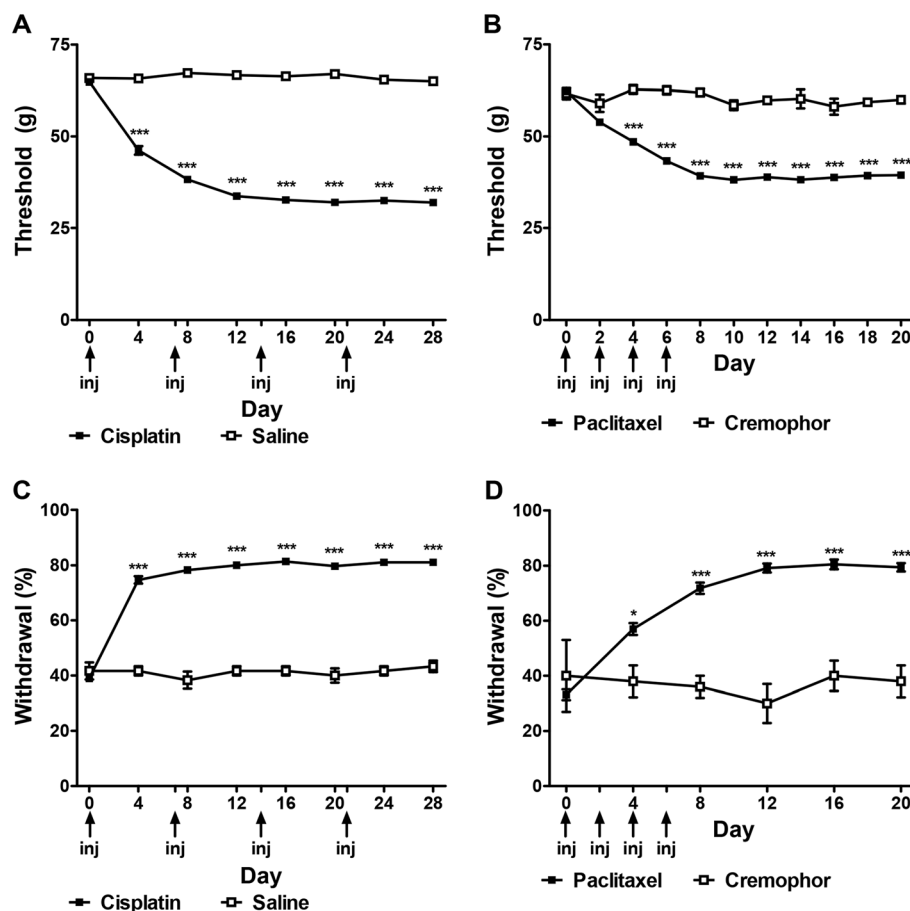 A
Threshold (g)
75
50
25
0
*** *** *** *** *** *** ***
0 4 8 12 16 20 24 28
inj inj inj inj
Day
Cisplatin Saline
B
Threshold (g)
75
50
25
0
*** *** *** *** *** *** *** *** ***
0 2 4 6 8 10 12 14 16 18 20
inj inj inj inj
Day
Paclitaxel Cremophor
C
Withdrawal (%)
100
80
60
40
20
0
*** *** *** *** *** *** ***
0 4 8 12 16 20 24 28
inj inj inj inj
Day
Cisplatin Saline
D
Withdrawal (%)
100
80
60
40
20
0
* *** *** *** ***
0 4 8 12 16 20
inj inj inj inj
Day
Paclitaxel Cremophor